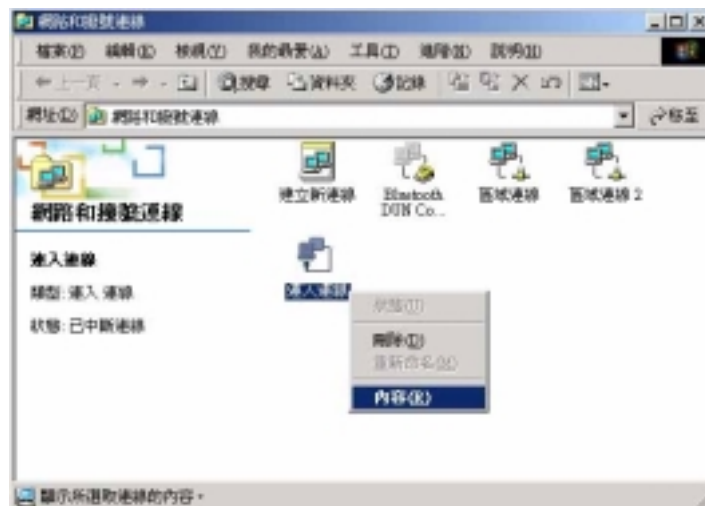 網路和撥號連線
檔案(F) 編輯(E) 檢視(V) 我的最愛(A) 工具(T) 進階(N) 說明(H)
上一頁 搜尋 資料夾 記錄
網址(D) 網路和撥號連線 移至
建立新連線 Bluetooth DUN Co... 區域連線 區域連線 2
網路和撥號連線
連入連線
類型: 連入 連線
狀態: 已中斷連線
連入連線
狀態(U)
刪除(D)
重新命名(M)
內容(R)
顯示所選取連線的內容。